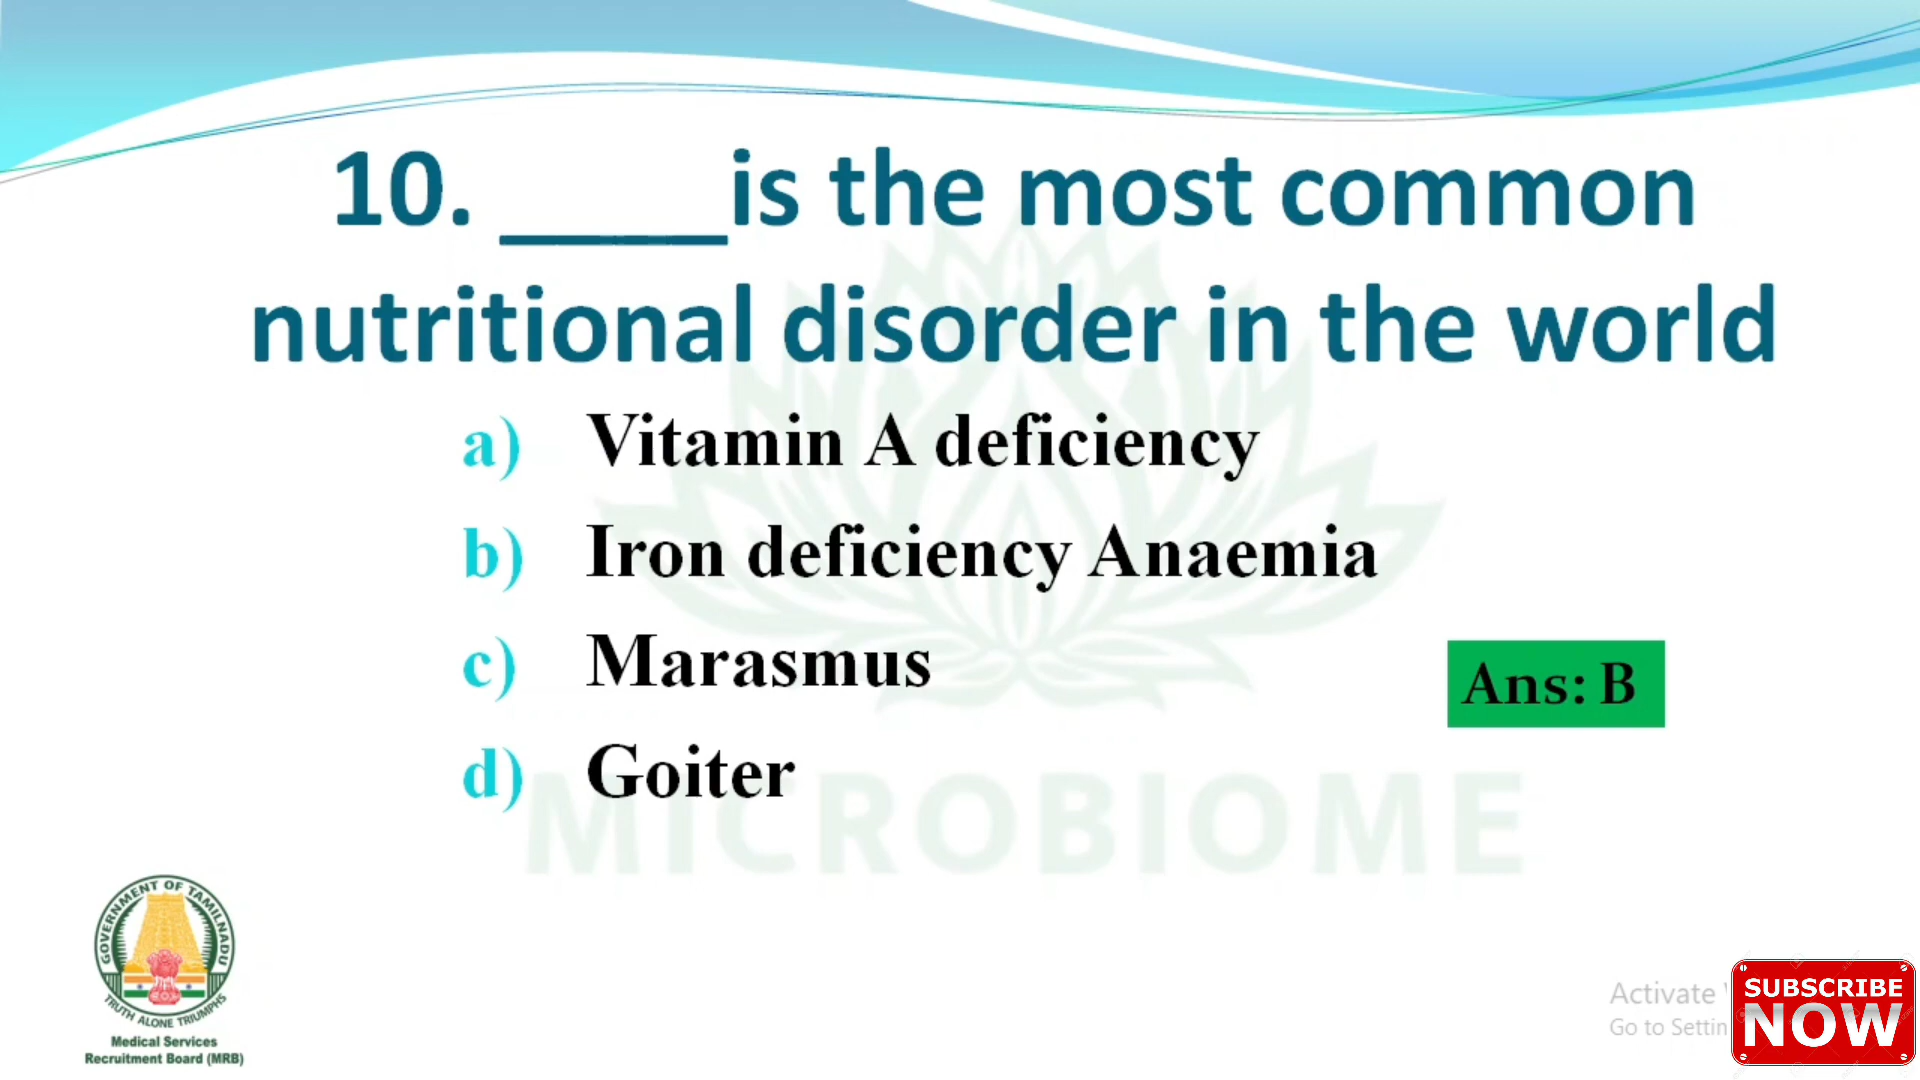 10. ____is the most common
nutritional disorder in the world
a) Vitamin A deficiency
b) Iron deficiency Anaemia
c) Marasmus
Ans: B
d) Goiter
MICROBIOME
GOVERNMENT OF TAMILNADU
TRUTH ALONE TRIUMPHS
Medical Services
Recruitment Board (MRB)
Activate
Go to Settin
SUBSCRIBE
NOW